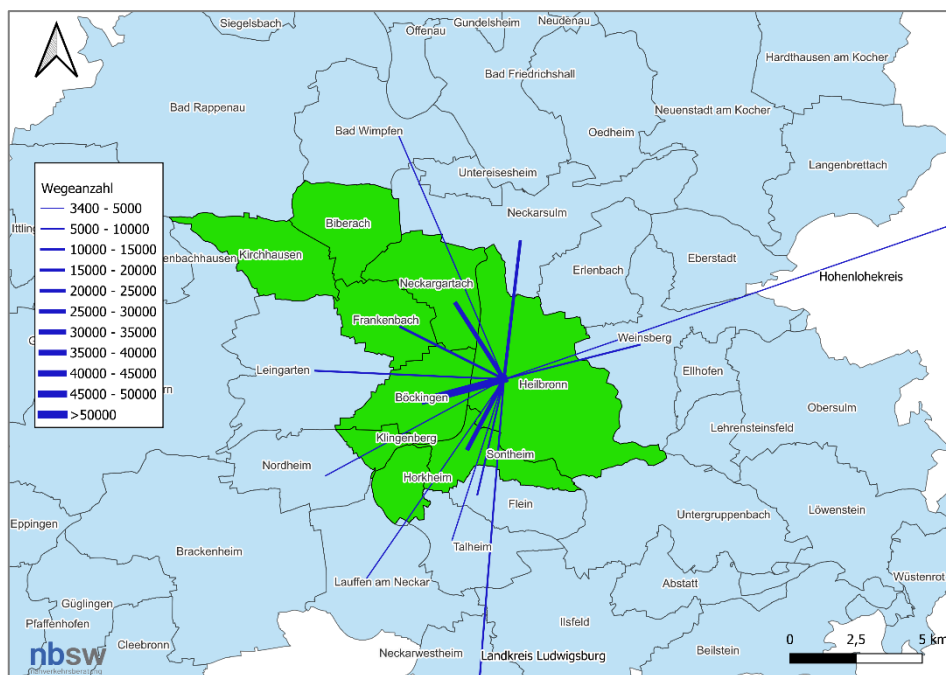 Siegelsbach
Offenau
Gundelsheim
Neudenau
Hardthausen am Kocher
Bad Friedrichshall
Bad Rappenau
Neuenstadt am Kocher
Bad Wimpfen
Oedheim
Langenbrettach
Untereisesheim
Wegeanzahl
3400 - 5000
5000 - 10000
10000 - 15000
15000 - 20000
20000 - 25000
25000 - 30000
30000 - 35000
35000 - 40000
40000 - 45000
45000 - 50000
>50000
Neckarsulm
Biberach
Ittling
Kirchhausen
enbachhausen
Eberstadt
Erlenbach
Hohenlohekreis
Neckargartach
Frankenbach
Weinsberg
Leingarten
Ellhofen
Heilbronn
Böckingen
Obersulm
Lehrensteinsfeld
Klingenberg
Sontheim
Nordheim
Horkheim
Flein
Löwenstein
Untergruppenbach
Eppingen
Talheim
Brackenheim
Lauffen am Neckar
Abstatt
Wüstenrot
Güglingen
Pfaffenhofen
Ilsfeld
Cleebronn
Neckarwestheim
Landkreis Ludwigsburg
Beilstein
0 2,5 5 km
nbsw
nahverkehrsberatung